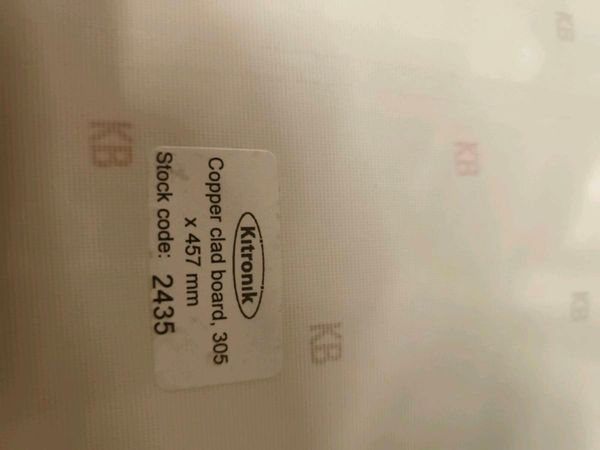 Kitronik
Copper clad board, 305
x 457 mm
Stock code: 2435
KB
KB
KB
KB
KB